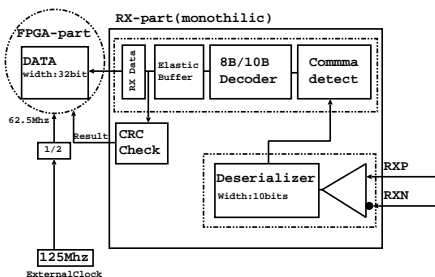 RX-part(monothilic)
FPGA-part
DATA
width:32bit
RX Data
Elastic
Buffer
8B/10B
Decoder
Commma
detect
62.5Mhz
Result
CRC
Check
1/2
Deserializer
Width:10bits
RXP
RXN
125Mhz
ExternalClock